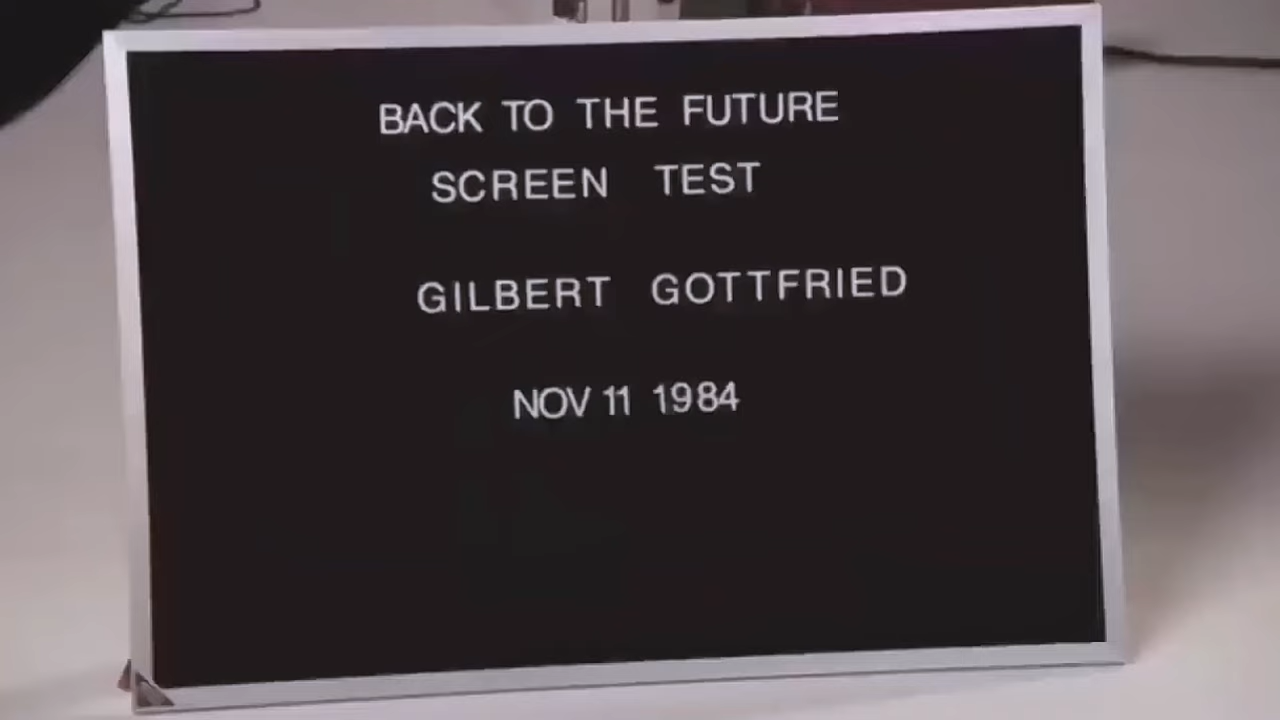 BACK TO THE FUTURE
SCREEN TEST
GILBERT GOTTFRIED
NOV 11 1984